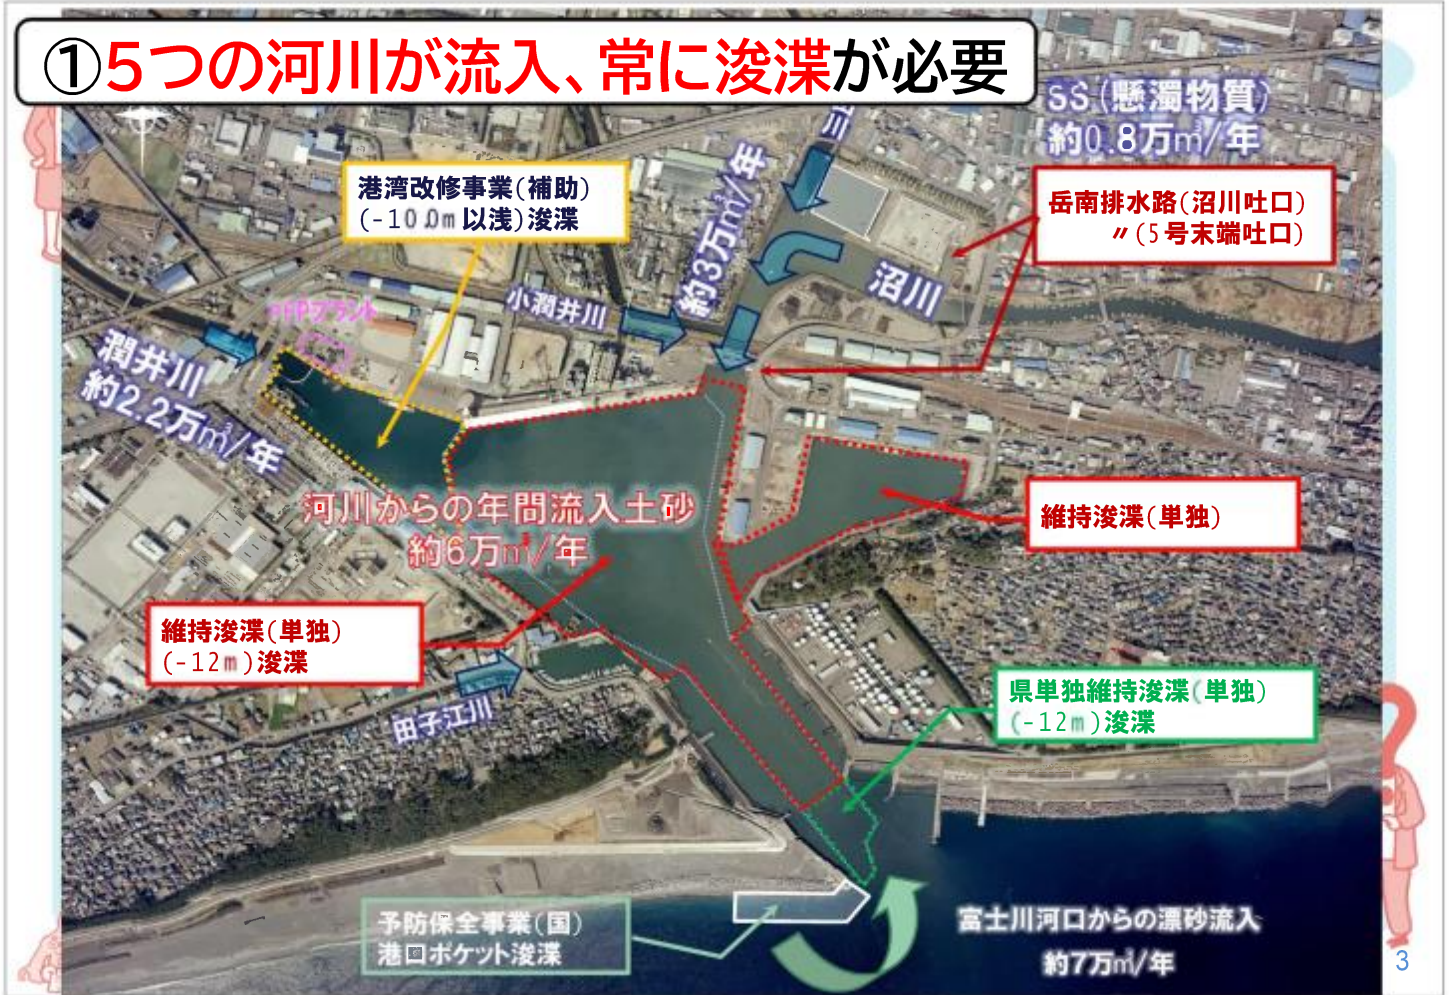 ①5つの河川が流入、常に浚渫が必要
SS(懸濁物質)
約0.8万㎥/年
港湾改修事業(補助)
(-10.0m以浅)浚渫
岳南排水路(沼川吐口)
〃(5号末端吐口)
約3万㎥/年
沼川
小潤井川
潤井川
約2.2万㎥/年
河川からの年間流入土砂
約6万㎥/年
維持浚渫(単独)
維持浚渫(単独)
(-12m)浚渫
県単独維持浚渫(単独)
(-12m)浚渫
田子江川
予防保全事業(国)
港口ポケット浚渫
富士川河口からの漂砂流入
約7万㎥/年
3